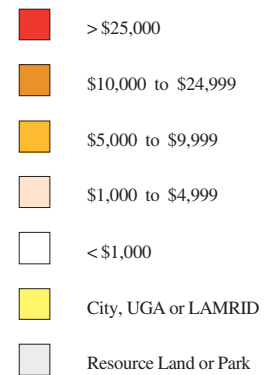 > $25,000
$10,000 to $24,999
$5,000 to $9,999
$1,000 to $4,999
< $1,000
City, UGA or LAMRID
Resource Land or Park